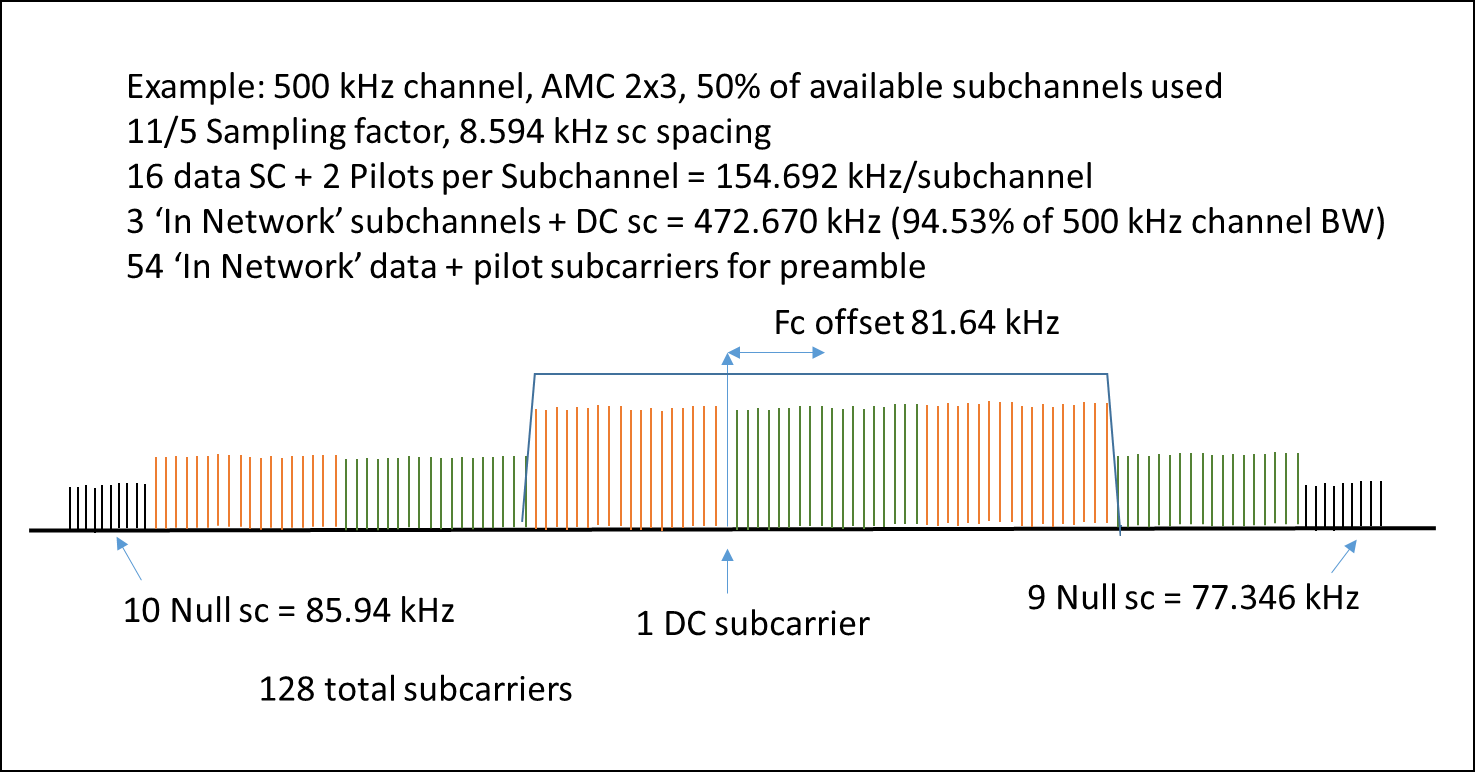 Example: 500 kHz channel, AMC 2x3, 50% of available subchannels used
11/5 Sampling factor, 8.594 kHz sc spacing
16 data SC + 2 Pilots per Subchannel = 154.692 kHz/subchannel
3 ‘In Network’ subchannels + DC sc = 472.670 kHz (94.53% of 500 kHz channel BW)
54 ‘In Network’ data + pilot subcarriers for preamble
Fc offset 81.64 kHz
10 Null sc = 85.94 kHz
1 DC subcarrier
9 Null sc = 77.346 kHz
128 total subcarriers